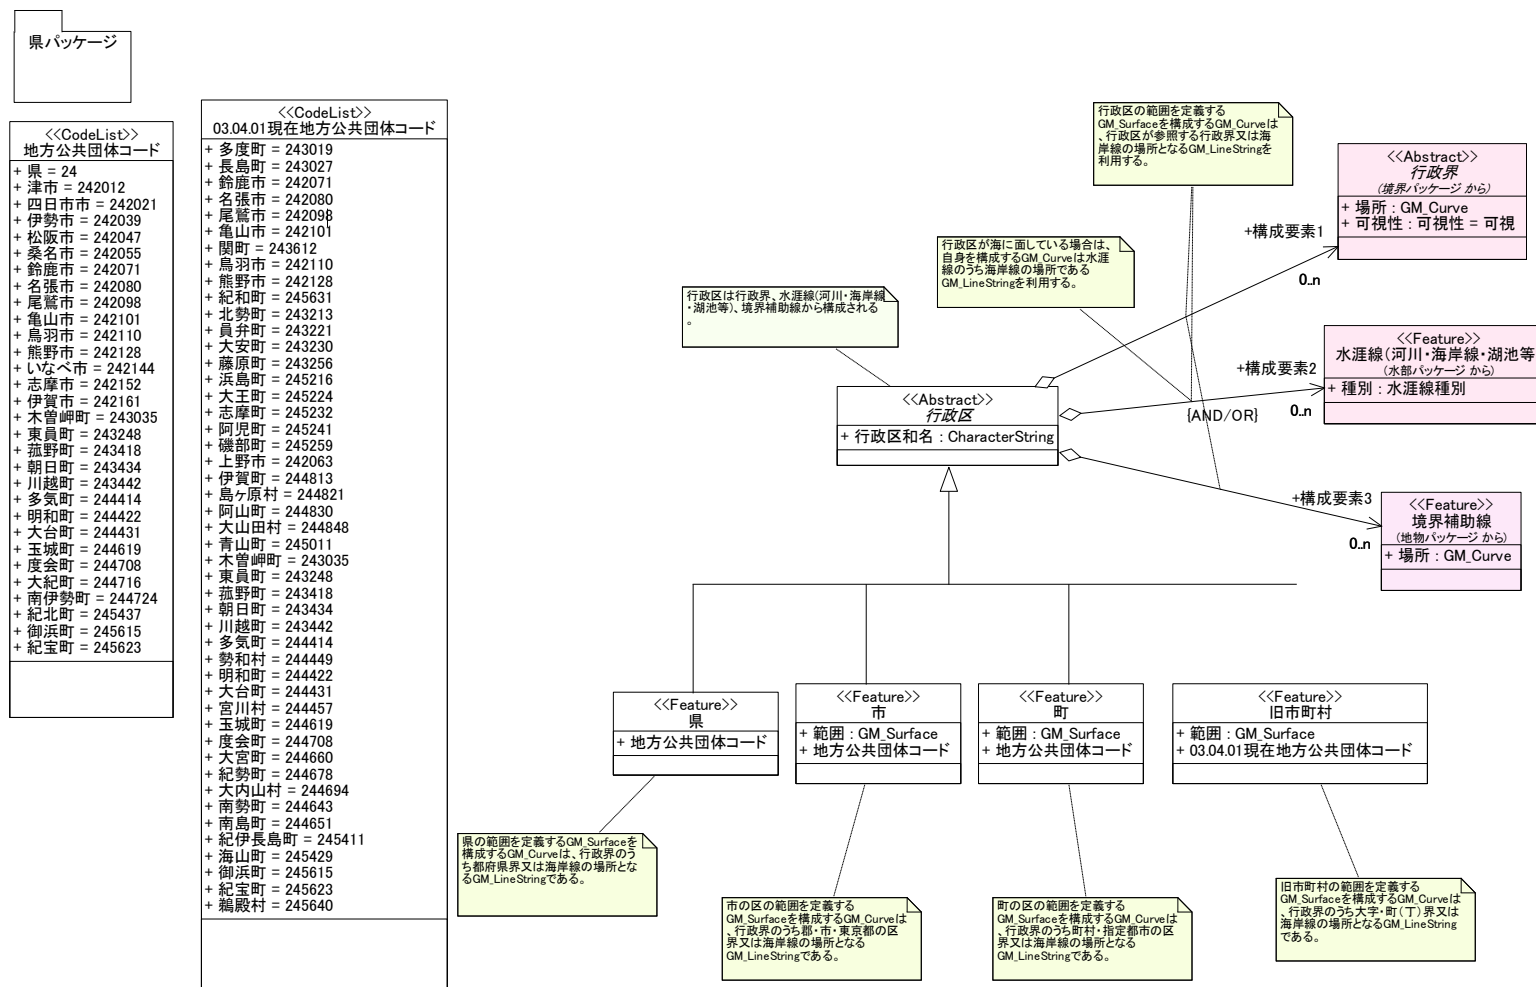 県パッケージ
<<CodeList>>
地方公共団体コード
+ 県 = 24
+ 津市 = 242012
+ 四日市市 = 242021
+ 伊勢市 = 242039
+ 松阪市 = 242047
+ 桑名市 = 242055
+ 鈴鹿市 = 242071
+ 名張市 = 242080
+ 尾鷲市 = 242098
+ 亀山市 = 242101
+ 鳥羽市 = 242110
+ 熊野市 = 242128
+ いなべ市 = 242144
+ 志摩市 = 242152
+ 伊賀市 = 242161
+ 木曽岬町 = 243035
+ 東員町 = 243248
+ 菰野町 = 243418
+ 朝日町 = 243434
+ 川越町 = 243442
+ 多気町 = 244414
+ 明和町 = 244422
+ 大台町 = 244431
+ 玉城町 = 244619
+ 度会町 = 244708
+ 大紀町 = 244716
+ 南伊勢町 = 244724
+ 紀北町 = 245437
+ 御浜町 = 245615
+ 紀宝町 = 245623
<<CodeList>>
03.04.01現在地方公共団体コード
+ 多度町 = 243019
+ 長島町 = 243027
+ 鈴鹿市 = 242071
+ 名張市 = 242080
+ 尾鷲市 = 242098
+ 亀山市 = 242101
+ 関町 = 243612
+ 鳥羽市 = 242110
+ 熊野市 = 242128
+ 紀和町 = 245631
+ 北勢町 = 243213
+ 員弁町 = 243221
+ 大安町 = 243230
+ 藤原町 = 243256
+ 浜島町 = 245216
+ 大王町 = 245224
+ 志摩町 = 245232
+ 阿児町 = 245241
+ 磯部町 = 245259
+ 上野市 = 242063
+ 伊賀町 = 244813
+ 島ヶ原村 = 244821
+ 阿山町 = 244830
+ 大山田村 = 244848
+ 青山町 = 245011
+ 木曽岬町 = 243035
+ 東員町 = 243248
+ 菰野町 = 243418
+ 朝日町 = 243434
+ 川越町 = 243442
+ 多気町 = 244414
+ 勢和村 = 244449
+ 明和町 = 244422
+ 大台町 = 244431
+ 宮川村 = 244457
+ 玉城町 = 244619
+ 度会町 = 244708
+ 大宮町 = 244660
+ 紀勢町 = 244678
+ 大内山村 = 244694
+ 南勢町 = 244643
+ 南島町 = 244651
+ 紀伊長島町 = 245411
+ 海山町 = 245429
+ 御浜町 = 245615
+ 紀宝町 = 245623
+ 鵜殿村 = 245640
行政区の範囲を定義する
GM_Surfaceを構成するGM_Curveは
、行政区が参照する行政界又は海
岸線の場所となるGM_LineStringを
利用する。
行政区が海に面している場合は、
自身を構成するGM_Curveは水涯
線のうち海岸線の場所である
GM_LineStringを利用する。
行政区は行政界、水涯線(河川・海岸線
・湖池等)、境界補助線から構成される
。
<<Abstract>>
行政界
(境界パッケージ から)
+ 場所 : GM_Curve
+ 可視性 : 可視性 = 可視
+構成要素1
0..n
<<Feature>>
水涯線(河川・海岸線・湖池等
(水部パッケージ から)
+ 種別 : 水涯線種別
+構成要素2
0..n
{AND/OR}
<<Abstract>>
行政区
+ 行政区和名 : CharacterString
+構成要素3
0..n
<<Feature>>
境界補助線
(地物パッケージ から)
+ 場所 : GM_Curve
<<Feature>>
県
+ 地方公共団体コード
<<Feature>>
市
+ 範囲 : GM_Surface
+ 地方公共団体コード
<<Feature>>
町
+ 範囲 : GM_Surface
+ 地方公共団体コード
<<Feature>>
旧市町村
+ 範囲 : GM_Surface
+ 03.04.01現在地方公共団体コード
県の範囲を定義するGM_Surfaceを
構成するGM_Curveは、行政界のう
ち都府県界又は海岸線の場所とな
るGM_LineStringである。
市の区の範囲を定義する
GM_Surfaceを構成するGM_Curveは
、行政界のうち郡・市・東京都の区
界又は海岸線の場所となる
GM_LineStringである。
町の区の範囲を定義する
GM_Surfaceを構成するGM_Curveは
、行政界のうち町村・指定都市の区
界又は海岸線の場所となる
GM_LineStringである。
旧市町村の範囲を定義する
GM_Surfaceを構成するGM_Curveは
、行政界のうち大字・町(丁)界又は
海岸線の場所となるGM_LineString
である。